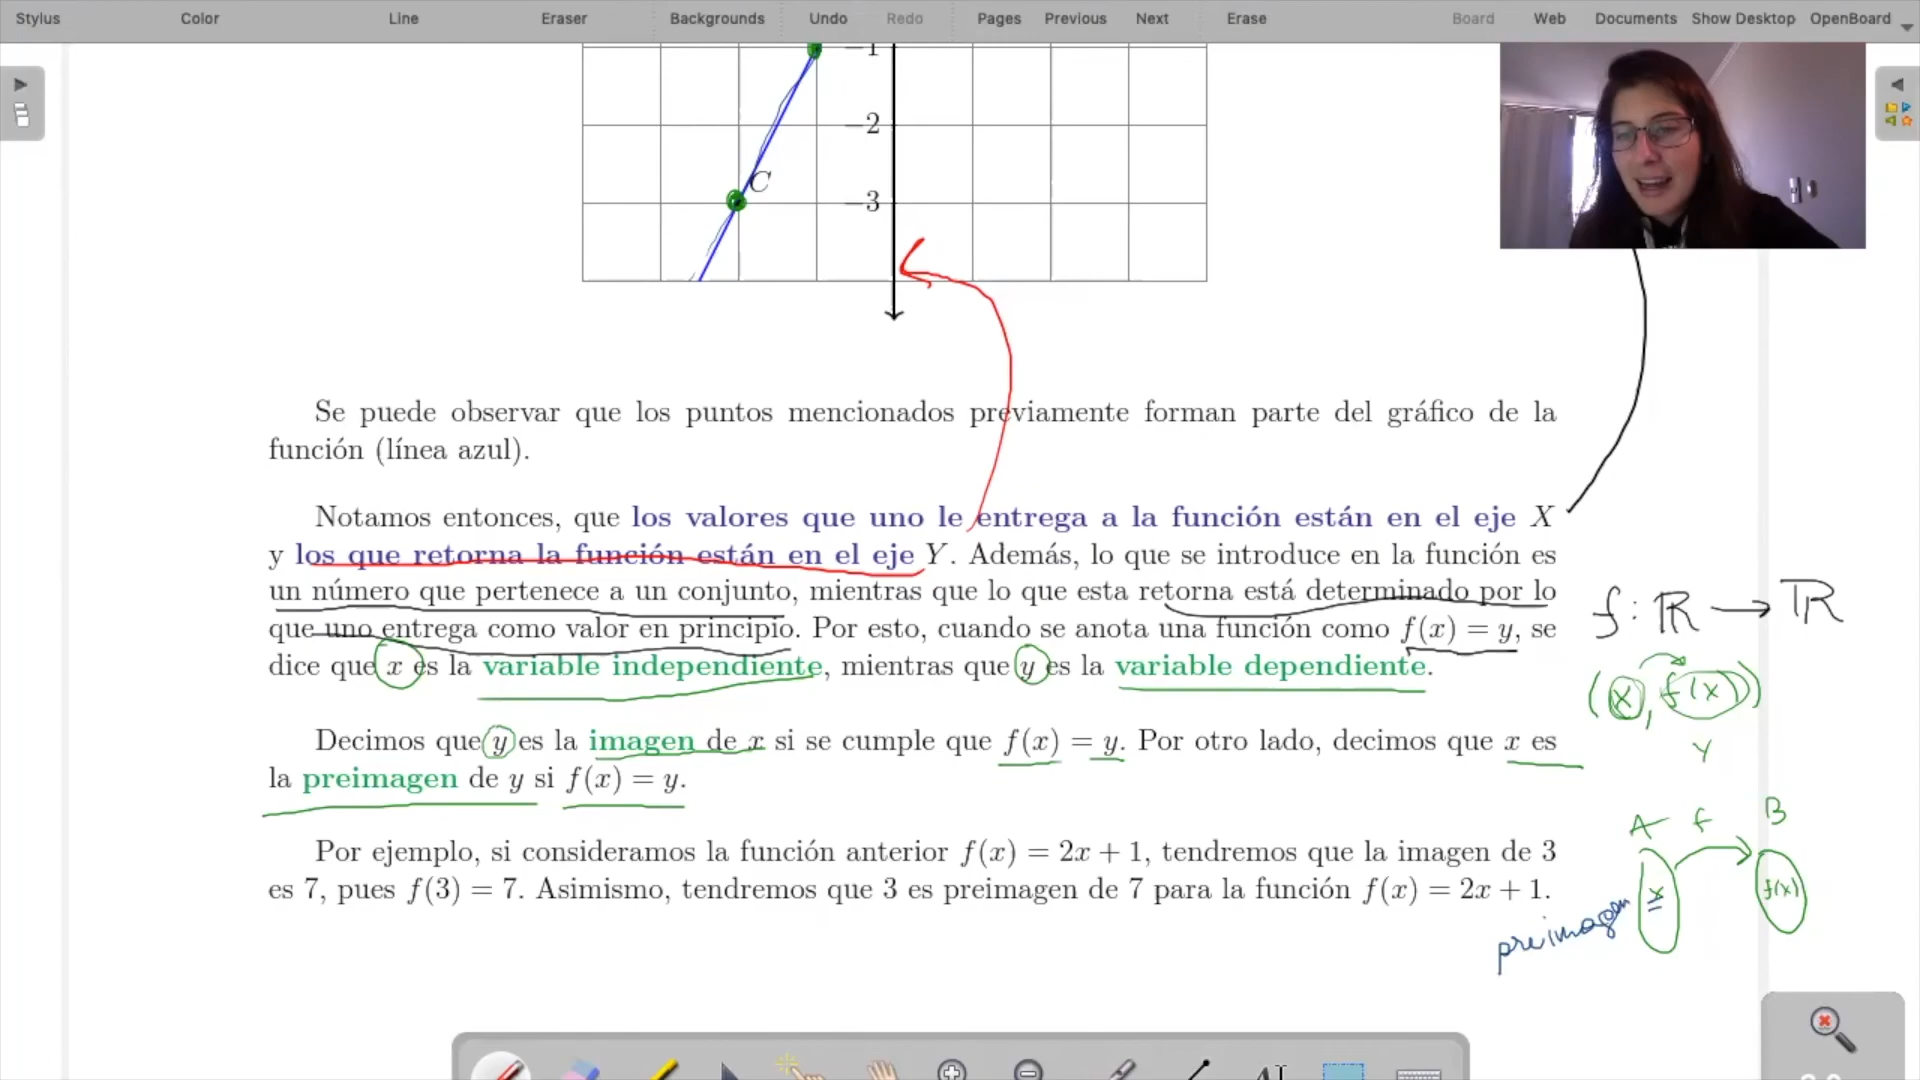 Stylus Color Line Eraser Backgrounds Undo Redo Pages Previous Next Erase Board Web Documents Show Desktop OpenBoard
−1
−2
C
−3
Se puede observar que los puntos mencionados previamente forman parte del gráfico de la
función (línea azul).
Notamos entonces, que los valores que uno le entrega a la función están en el eje X
y los que retorna la función están en el eje Y. Además, lo que se introduce en la función es
un número que pertenece a un conjunto, mientras que lo que esta retorna está determinado por lo
que uno entrega como valor en principio. Por esto, cuando se anota una función como f(x) = y, se
dice que x es la variable independiente, mientras que y es la variable dependiente.
f : ℝ → ℝ
(x, f(x))
y
Decimos que y es la imagen de x si se cumple que f(x) = y. Por otro lado, decimos que x es
la preimagen de y si f(x) = y.
A f B
Por ejemplo, si consideramos la función anterior f(x) = 2x + 1, tendremos que la imagen de 3
es 7, pues f(3) = 7. Asimismo, tendremos que 3 es preimagen de 7 para la función f(x) = 2x + 1.
x f(x)
preimagen